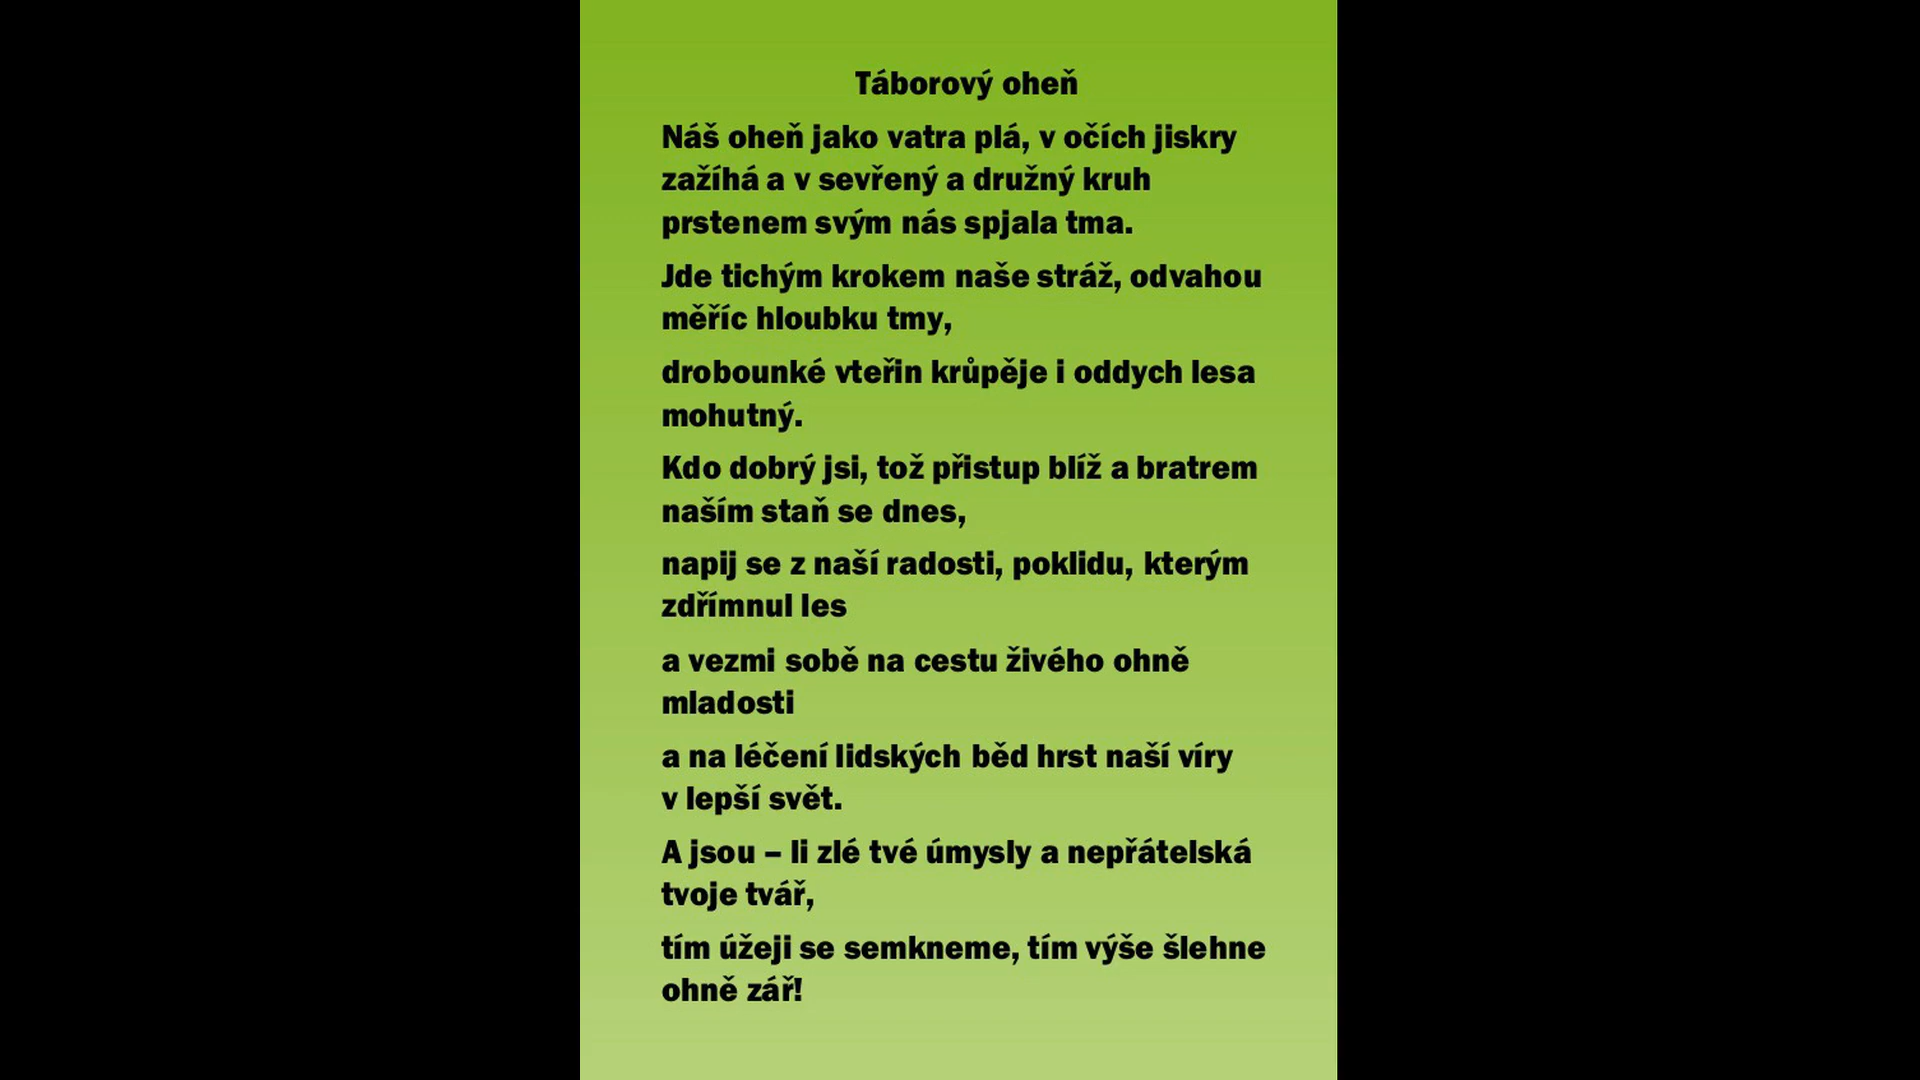 Táborový oheň
Náš oheň jako vatra plá, v očích jiskry
zažíhá a v sevřený a družný kruh
prstenem svým nás spjala tma.
Jde tichým krokem naše stráž, odvahou
měříc hloubku tmy,
drobounké vteřin krůpěje i oddych lesa
mohutný.
Kdo dobrý jsi, tož přistup blíž a bratrem
naším staň se dnes,
napij se z naší radosti, poklidu, kterým
zdřímnul les
a vezmi sobě na cestu živého ohně
mladosti
a na léčení lidských běd hrst naší víry
v lepší svět.
A jsou – li zlé tvé úmysly a nepřátelská
tvoje tvář,
tím úžeji se semkneme, tím výše šlehne
ohně zář!